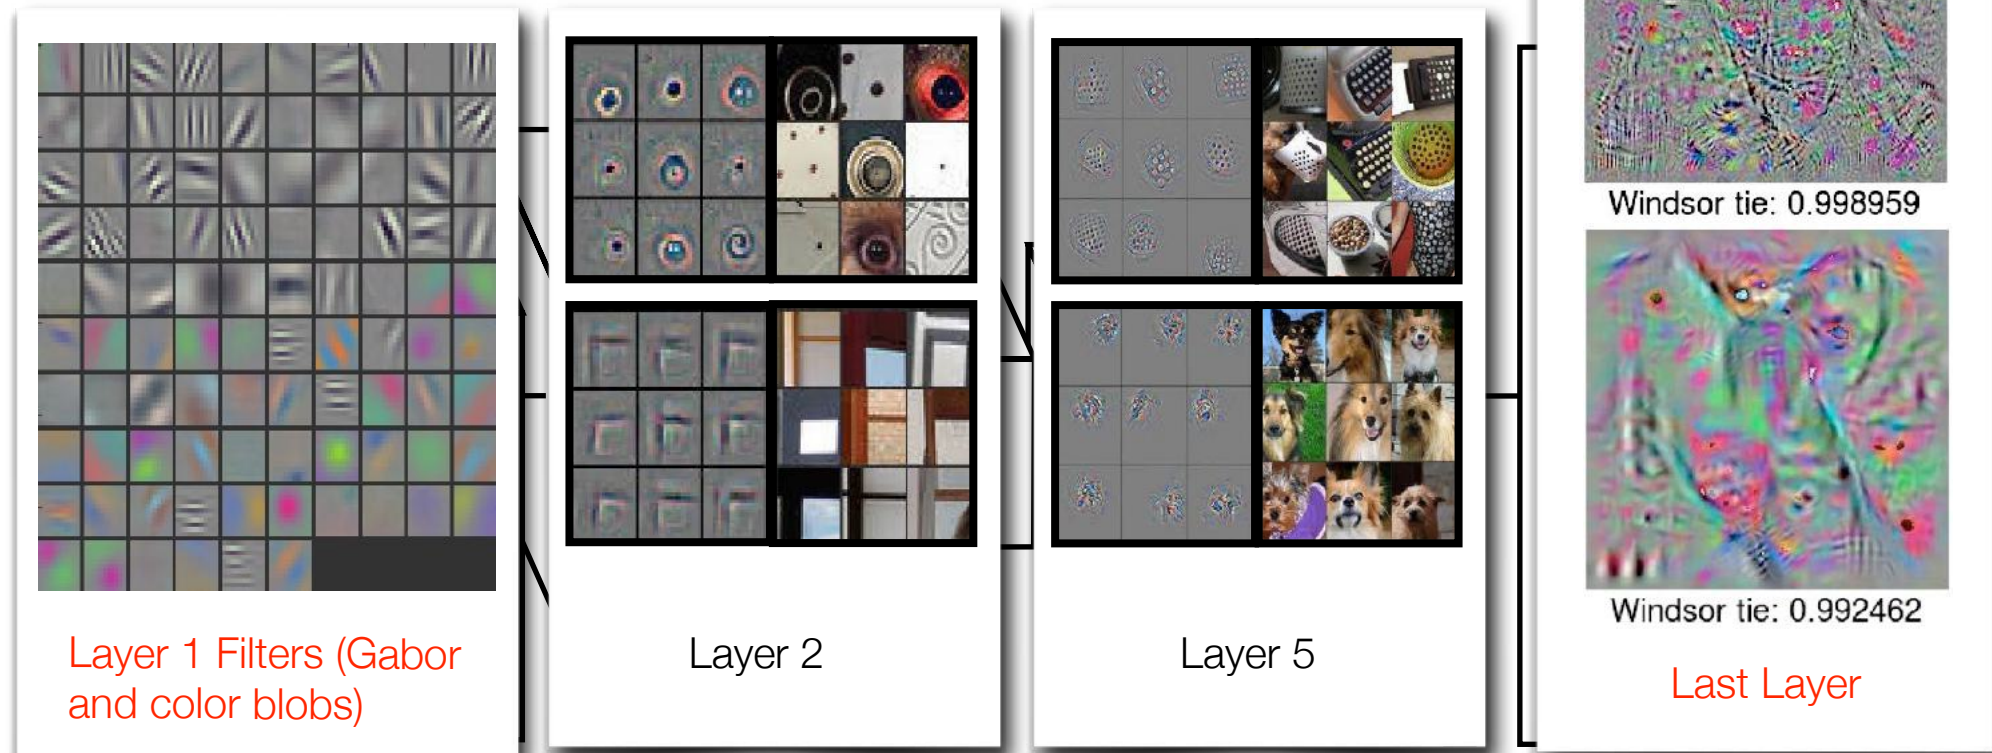 Layer 1 Filters (Gabor
and color blobs)
Layer 2
Layer 5
Windsor tie: 0.998959
Windsor tie: 0.992462
Last Layer